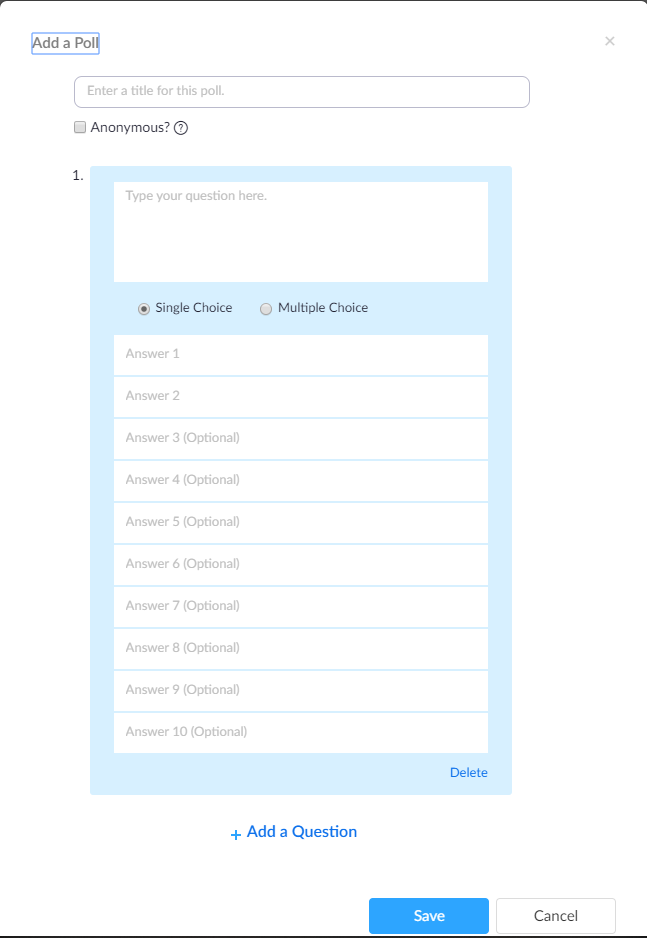 Add a Poll
×
Enter a title for this poll.
Anonymous? ?
1.
Type your question here.
Single Choice Multiple Choice
Answer 1
Answer 2
Answer 3 (Optional)
Answer 4 (Optional)
Answer 5 (Optional)
Answer 6 (Optional)
Answer 7 (Optional)
Answer 8 (Optional)
Answer 9 (Optional)
Answer 10 (Optional)
Delete
+ Add a Question
Save Cancel